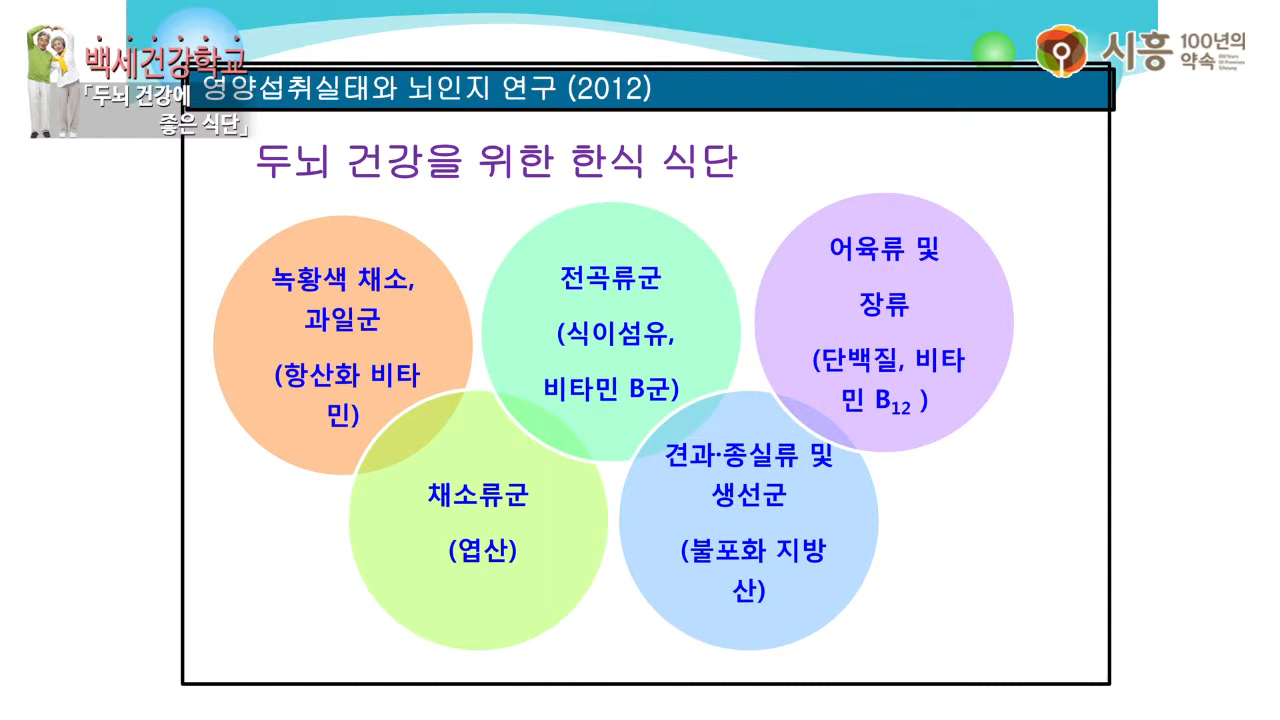 백세건강학교
「두뇌 건강에
좋은 식단」
시흥 100년의
약속
영양섭취실태와 뇌인지 연구 (2012)
두뇌 건강을 위한 한식 식단
녹황색 채소,
과일군
(항산화 비타
민)
전곡류군
(식이섬유,
비타민 B군)
어육류 및
장류
(단백질, 비타
민 B₁₂ )
채소류군
(엽산)
견과·종실류 및
생선군
(불포화 지방
산)